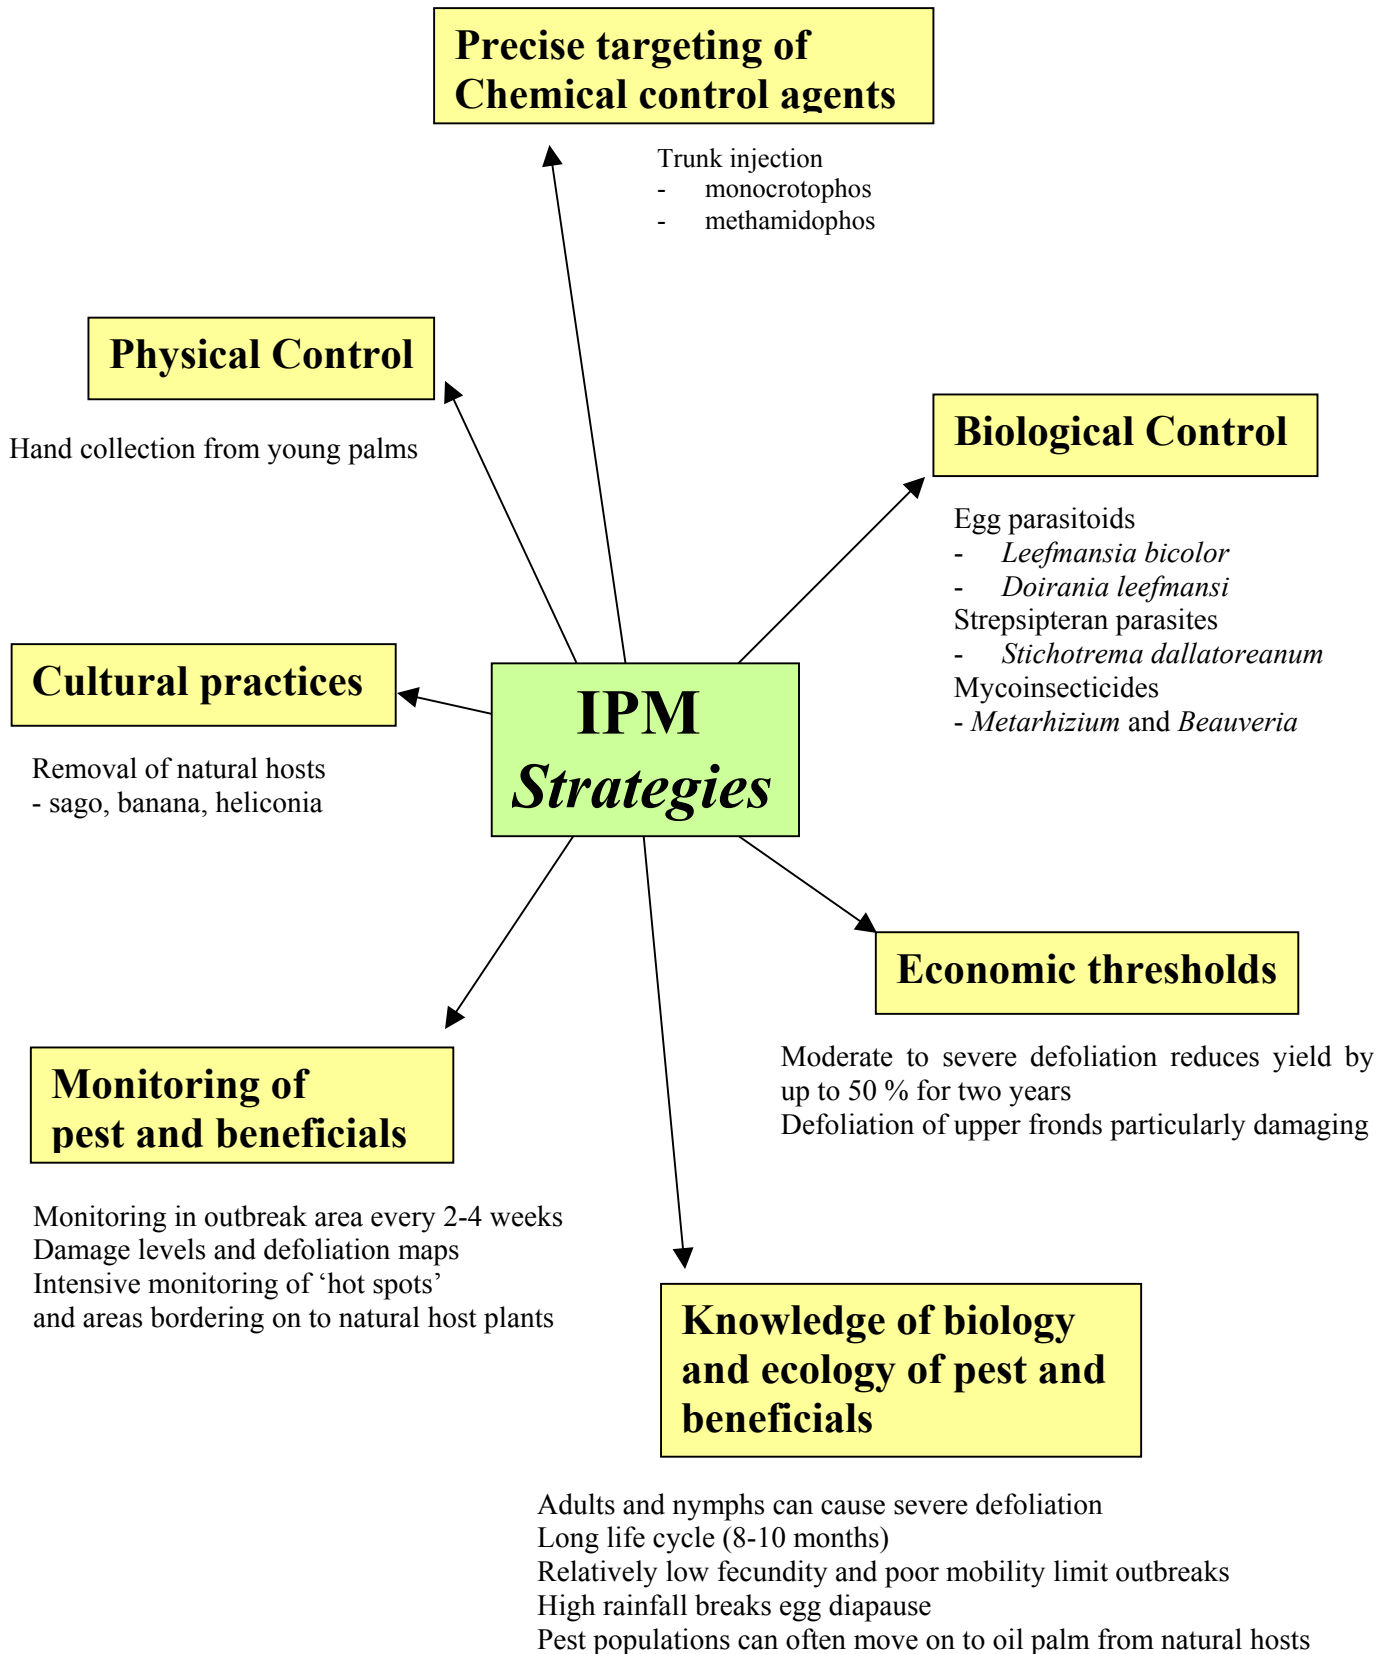 Precise targeting of
Chemical control agents
Trunk injection
- monocrotophos
- methamidophos
Physical Control
Hand collection from young palms
Biological Control
Egg parasitoids
- Leefmansia bicolor
- Doirania leefmansi
Strepsipteran parasites
- Stichotrema dallatoreanum
Mycoinsecticides
- Metarhizium and Beauveria
Cultural practices
Removal of natural hosts
- sago, banana, heliconia
IPM
Strategies
Economic thresholds
Moderate to severe defoliation reduces yield by
up to 50 % for two years
Defoliation of upper fronds particularly damaging
Monitoring of
pest and beneficials
Monitoring in outbreak area every 2-4 weeks
Damage levels and defoliation maps
Intensive monitoring of ‘hot spots’
and areas bordering on to natural host plants
Knowledge of biology
and ecology of pest and
beneficials
Adults and nymphs can cause severe defoliation
Long life cycle (8-10 months)
Relatively low fecundity and poor mobility limit outbreaks
High rainfall breaks egg diapause
Pest populations can often move on to oil palm from natural hosts